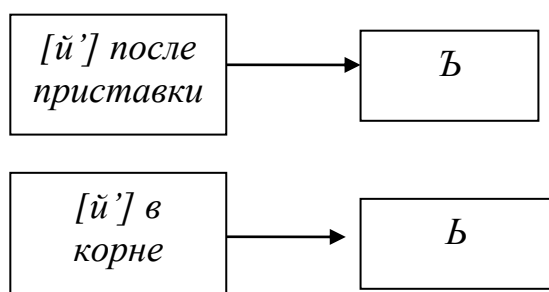 [й’] после
приставки
Ъ
[й’] в
корне
Ь